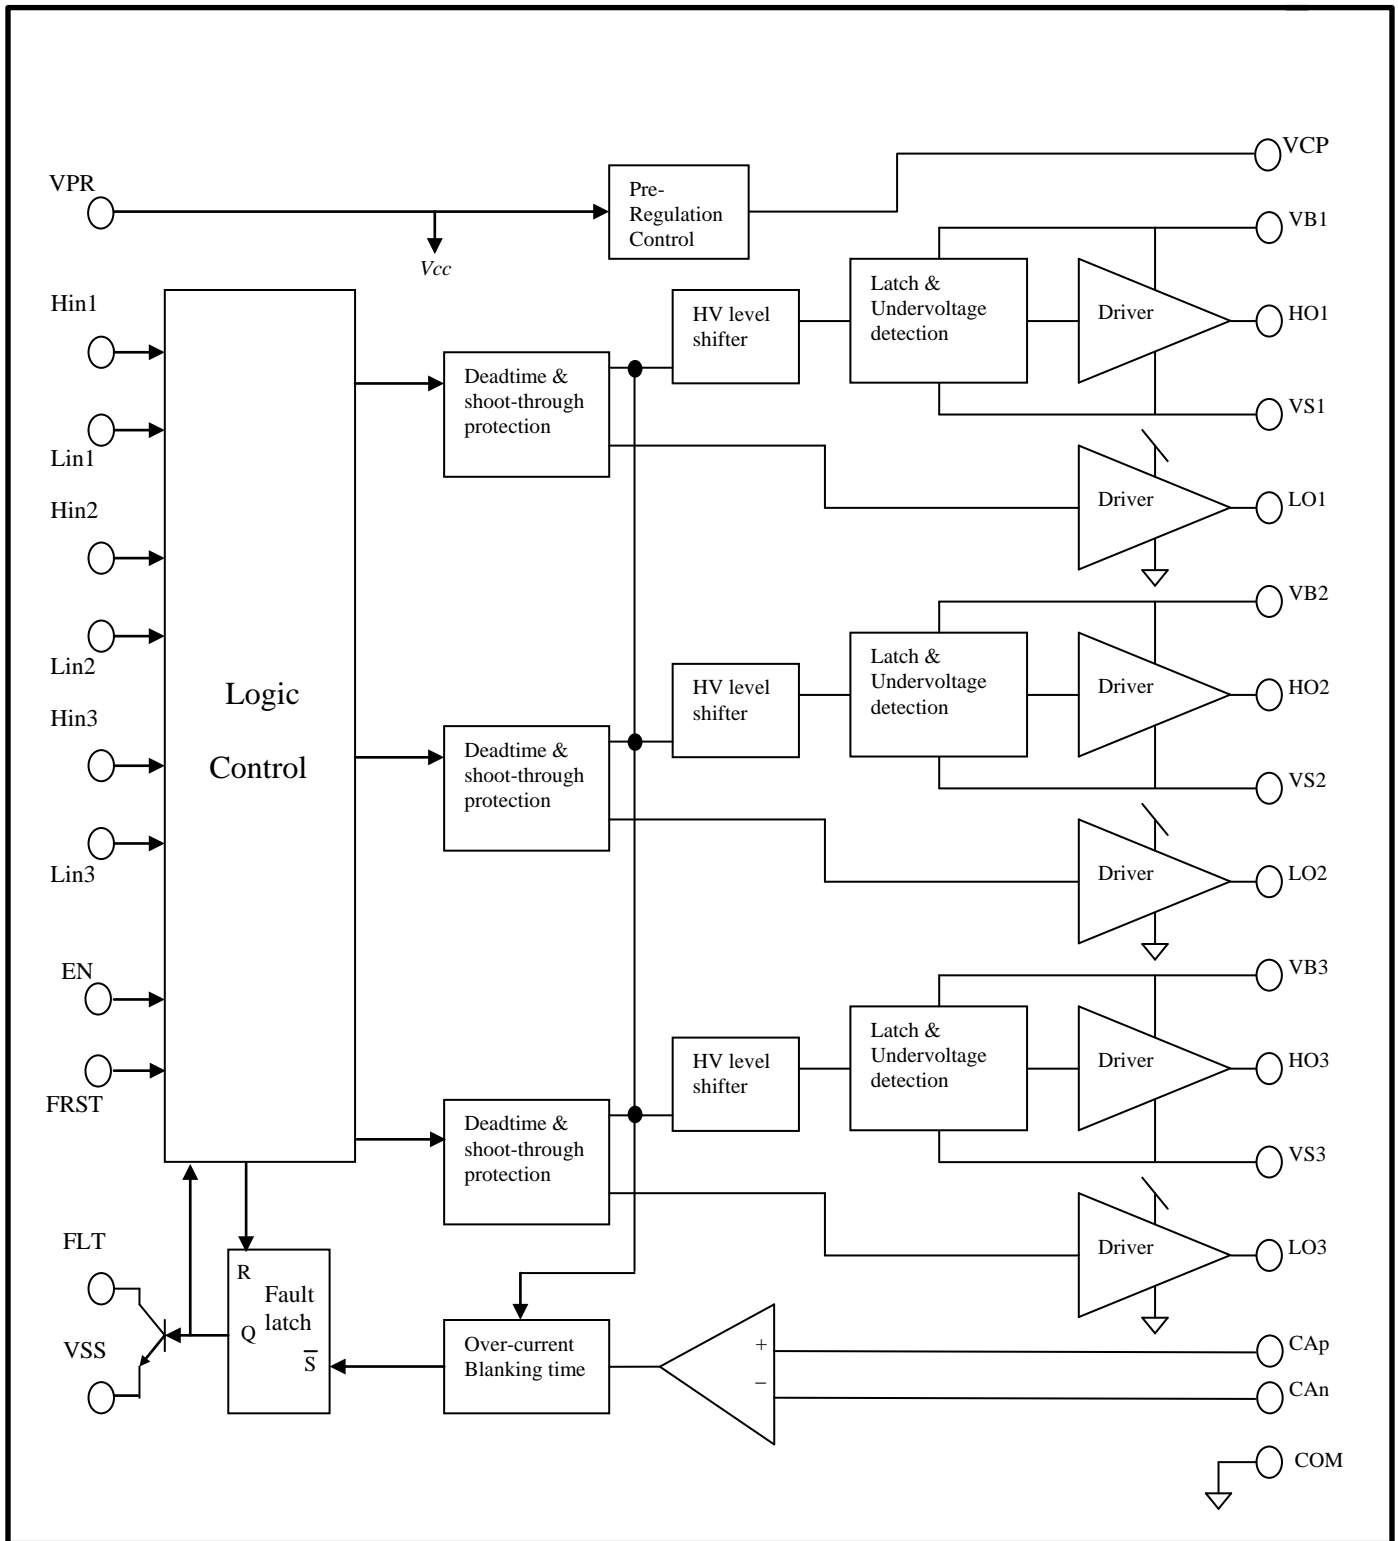 VCP
VPR
Pre-
Regulation
Control
Vcc
VB1
Hin1
HV level
shifter
Latch &
Undervoltage
detection
Driver
HO1
Deadtime &
shoot-through
protection
VS1
Lin1
Driver
LO1
Hin2
VB2
Lin2
HV level
shifter
Latch &
Undervoltage
detection
Driver
HO2
Logic
Control
Hin3
Deadtime &
shoot-through
protection
VS2
Lin3
Driver
LO2
EN
VB3
FRST
HV level
shifter
Latch &
Undervoltage
detection
Driver
HO3
Deadtime &
shoot-through
protection
VS3
FLT
Driver
LO3
R
Fault
latch
Q
S̅
VSS
Over-current
Blanking time
+
−
CAp
CAn
COM